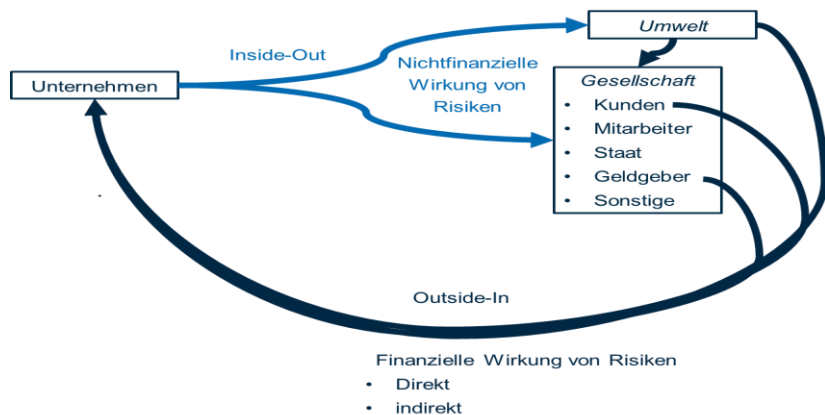 Umwelt
Inside-Out
Unternehmen
Nichtfinanzielle
Wirkung von
Risiken
Gesellschaft
• Kunden
• Mitarbeiter
• Staat
• Geldgeber
• Sonstige
Outside-In
Finanzielle Wirkung von Risiken
• Direkt
• indirekt